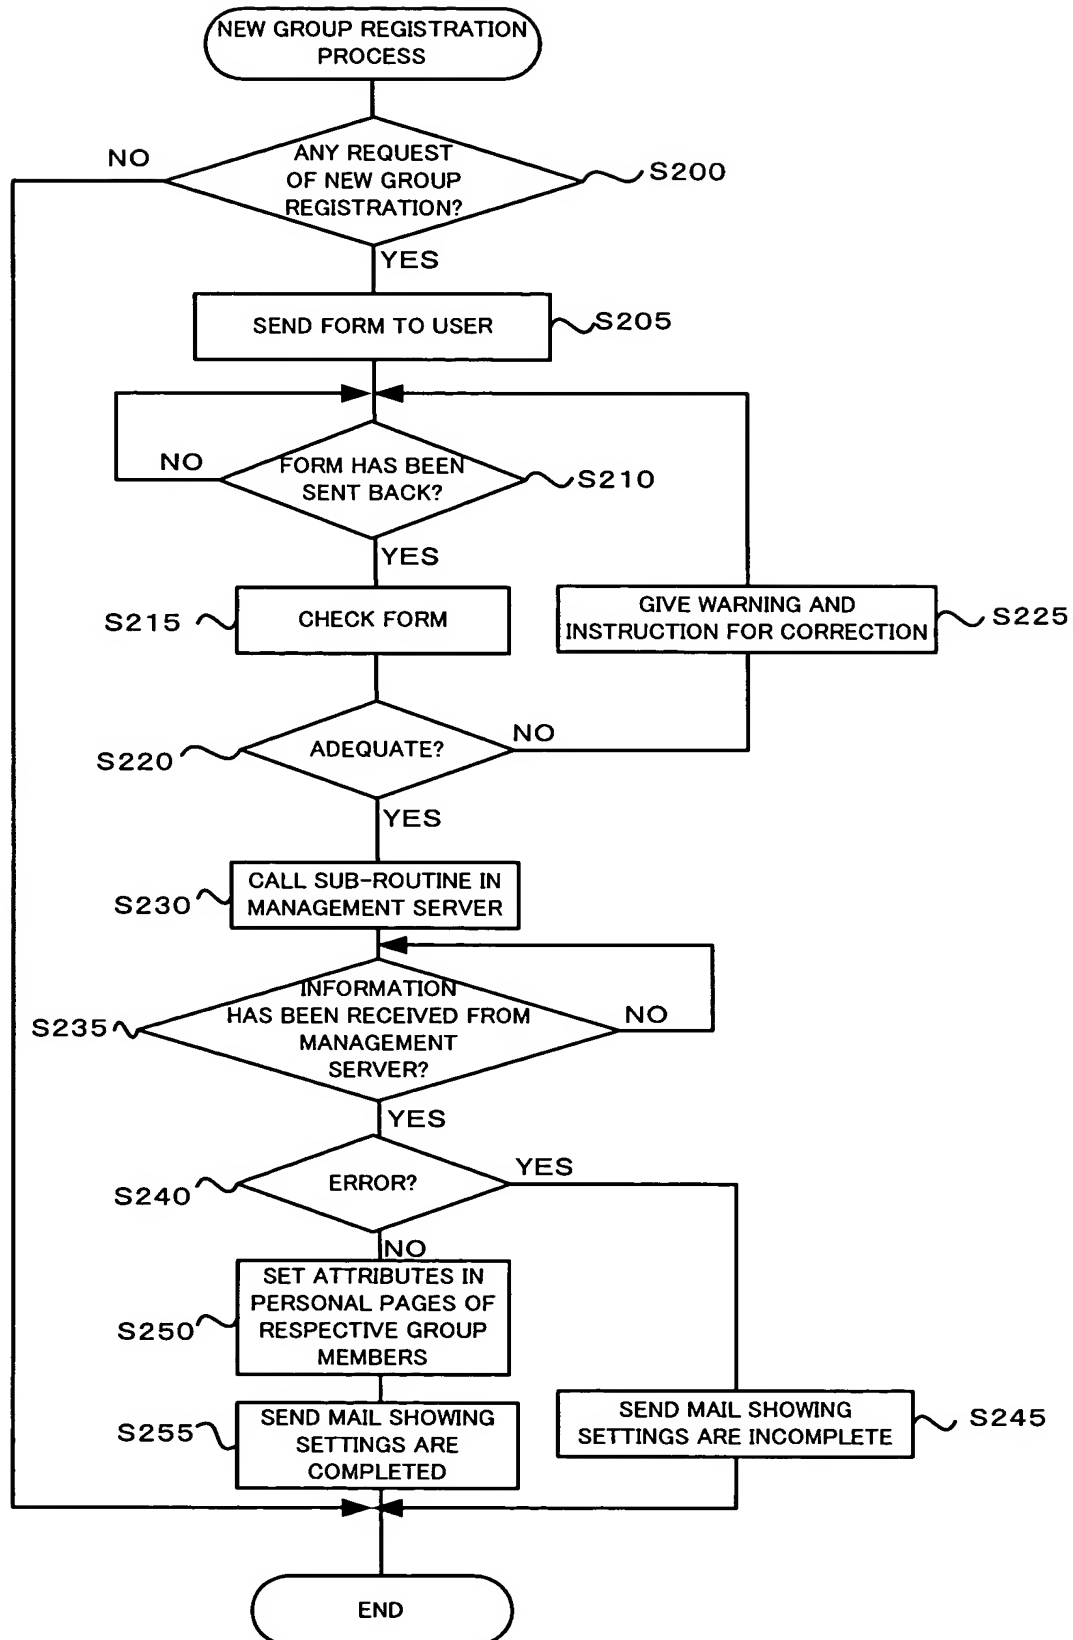 NEW GROUP REGISTRATION
PROCESS
NO
ANY REQUEST
OF NEW GROUP
REGISTRATION?
S200
YES
SEND FORM TO USER
S205
NO
FORM HAS BEEN
SENT BACK?
S210
YES
S215
CHECK FORM
GIVE WARNING AND
INSTRUCTION FOR CORRECTION
S225
S220
ADEQUATE?
NO
YES
S230
CALL SUB-ROUTINE IN
MANAGEMENT SERVER
S235
INFORMATION
HAS BEEN RECEIVED FROM
MANAGEMENT
SERVER?
NO
YES
S240
ERROR?
YES
NO
S250
SET ATTRIBUTES IN
PERSONAL PAGES OF
RESPECTIVE GROUP
MEMBERS
S255
SEND MAIL SHOWING
SETTINGS ARE
COMPLETED
SEND MAIL SHOWING
SETTINGS ARE INCOMPLETE
S245
END